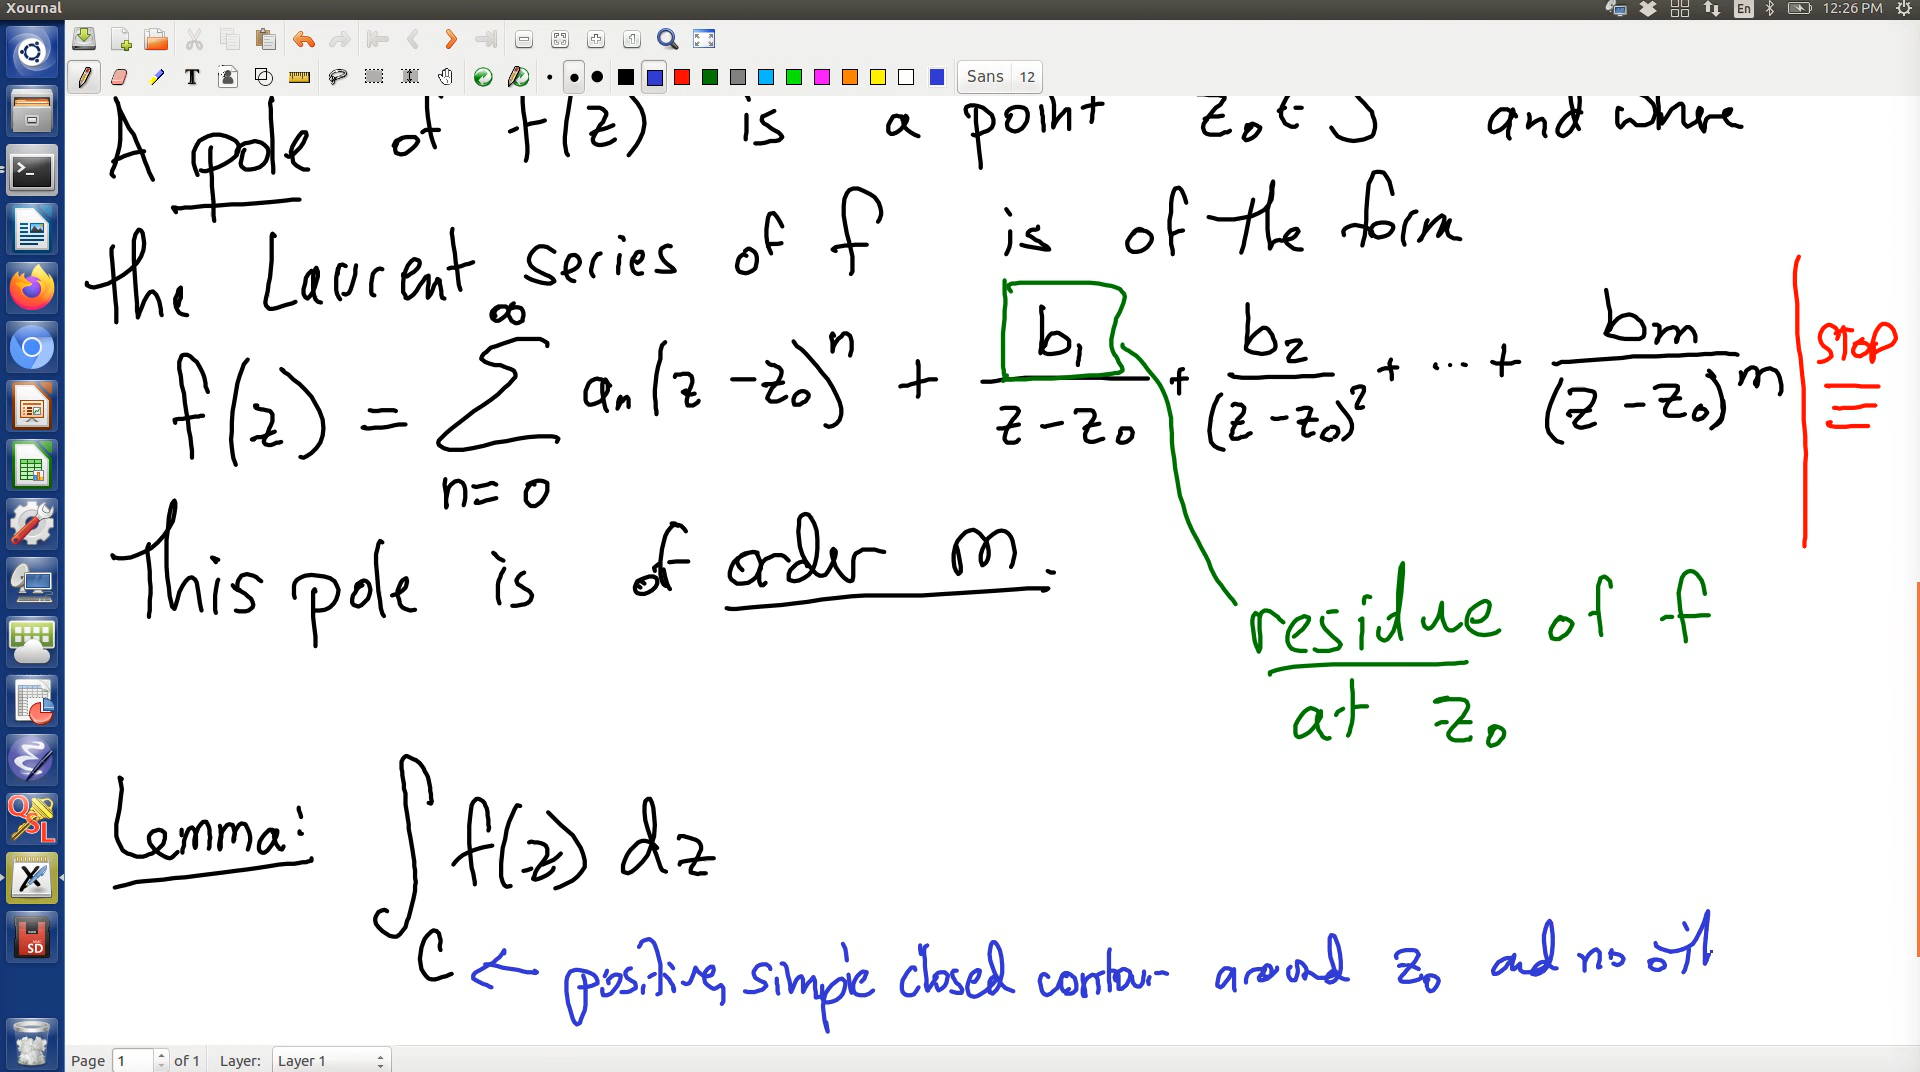 Xournal
En 12:26 PM
T Sans 12
A pole of f(z) is a point z₀ ∈ S and where
the Laurent series of f is of the form
f(z) = ∑_{n=0}^{∞} aₙ(z − z₀)ⁿ + b₁/(z − z₀) + b₂/(z − z₀)² + ... + bₘ/(z − z₀)ᵐ
STOP
This pole is of order m.
residue of f
at z₀
Lemma: ∫_C f(z) dz
← positive, simple closed contour around z₀ and no oth
Page 1 of 1 Layer: Layer 1